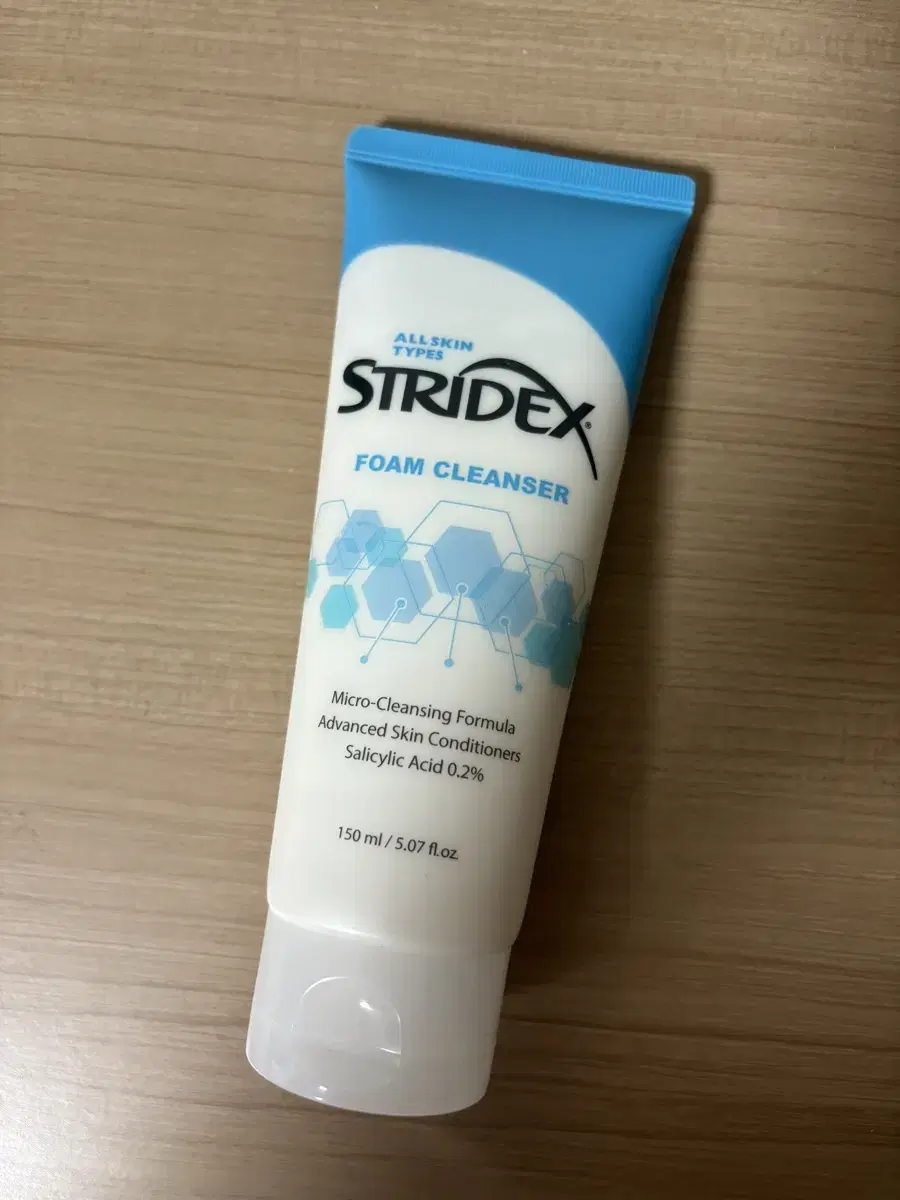 ALL SKIN
TYPES
STRIDEX®
FOAM CLEANSER
Micro-Cleansing Formula
Advanced Skin Conditioners
Salicylic Acid 0.2%
150 ml / 5.07 fl.oz.